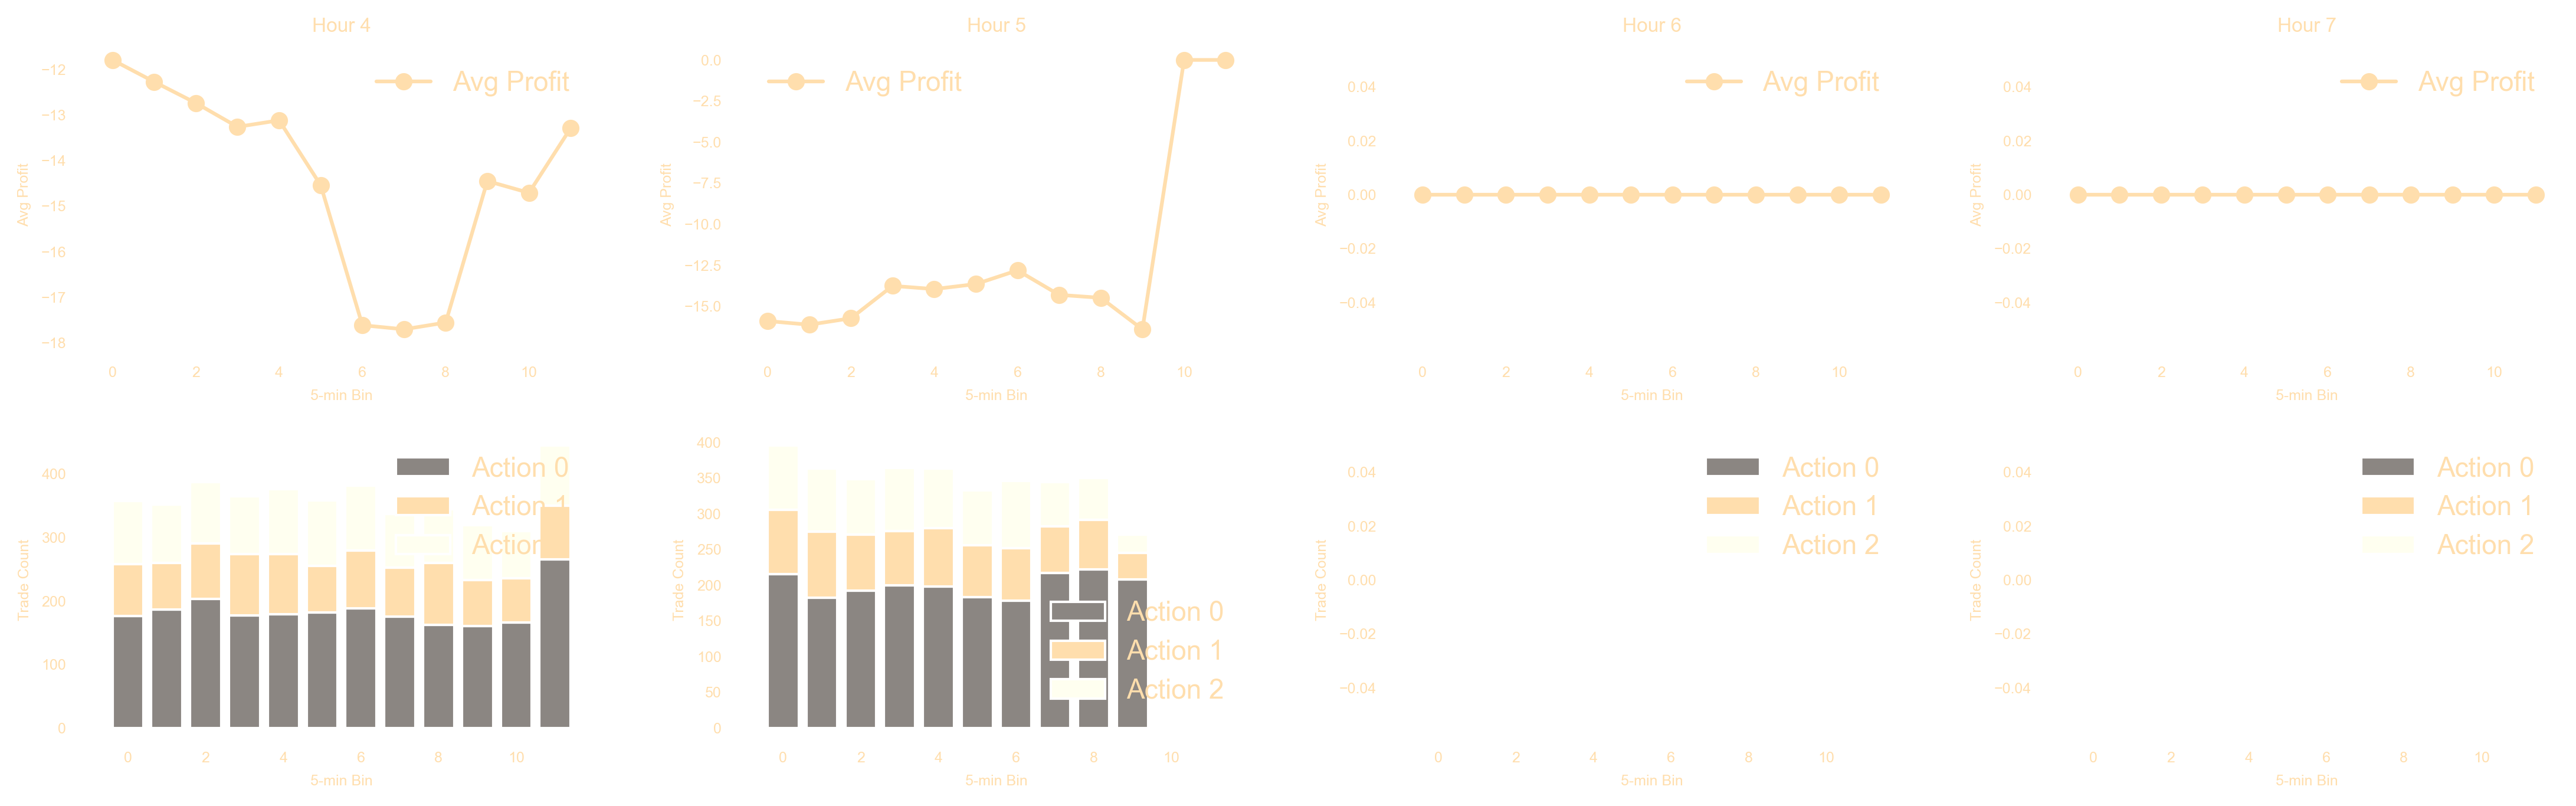 Hour 4
Avg Profit
−12
−13
−14
−15
−16
−17
−18
Avg Profit
0 2 4 6 8 10
5-min Bin
Hour 5
Avg Profit
0.0
−2.5
−5.0
−7.5
−10.0
−12.5
−15.0
Avg Profit
0 2 4 6 8 10
5-min Bin
Hour 6
Avg Profit
0.04
0.02
0.00
−0.02
−0.04
Avg Profit
0 2 4 6 8 10
5-min Bin
Hour 7
Avg Profit
0.04
0.02
0.00
−0.02
−0.04
Avg Profit
0 2 4 6 8 10
5-min Bin
Action 0
Action 1
Action
400
300
200
100
0
Trade Count
0 2 4 6 8 10
5-min Bin
400
350
300
250
200
150
100
50
0
Trade Count
Action 0
Action 1
Action 2
0 2 4 6 8 10
5-min Bin
Action 0
Action 1
Action 2
0.04
0.02
0.00
−0.02
−0.04
Trade Count
0 2 4 6 8 10
5-min Bin
Action 0
Action 1
Action 2
0.04
0.02
0.00
−0.02
−0.04
Trade Count
0 2 4 6 8 10
5-min Bin